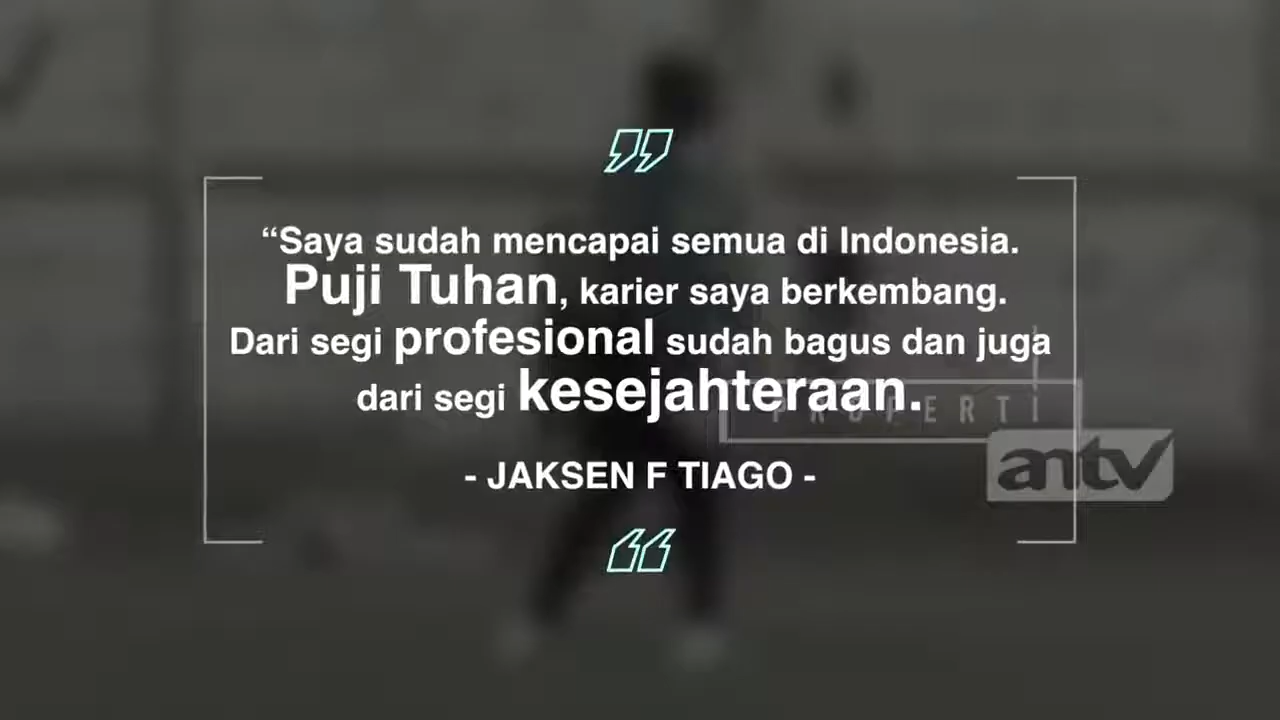 “Saya sudah mencapai semua di Indonesia.
Puji Tuhan, karier saya berkembang.
Dari segi profesional sudah bagus dan juga
dari segi kesejahteraan.
PROPERTI
antv
- JAKSEN F TIAGO -